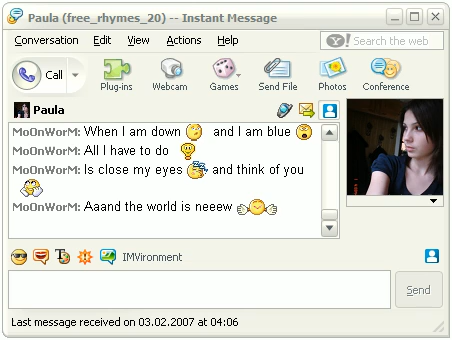 Paula (free_rhymes_20) -- Instant Message
Conversation Edit View Actions Help
Y! Search the web
Call Plug-ins Webcam Games Send File Photos Conference
Paula
MoOnWorM: When I am down and I am blue
MoOnWorM: All I have to do
MoOnWorM: Is close my eyes and think of you
MoOnWorM: Aaand the world is neeew
IMVironment
Send
Last message received on 03.02.2007 at 04:06